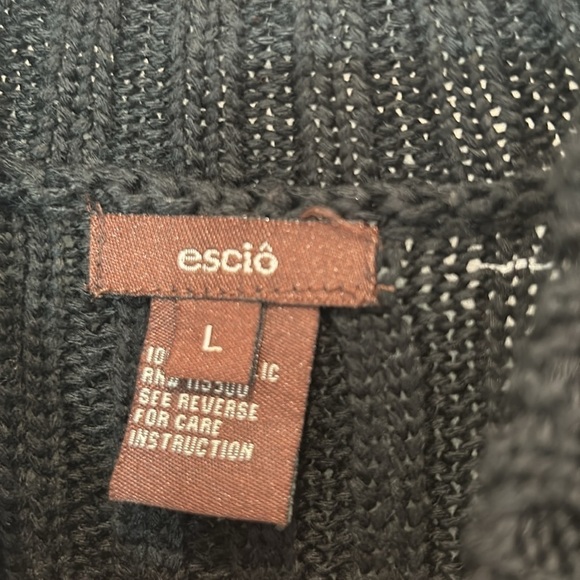 esciô
L
SEE REVERSE
FOR CARE
INSTRUCTION